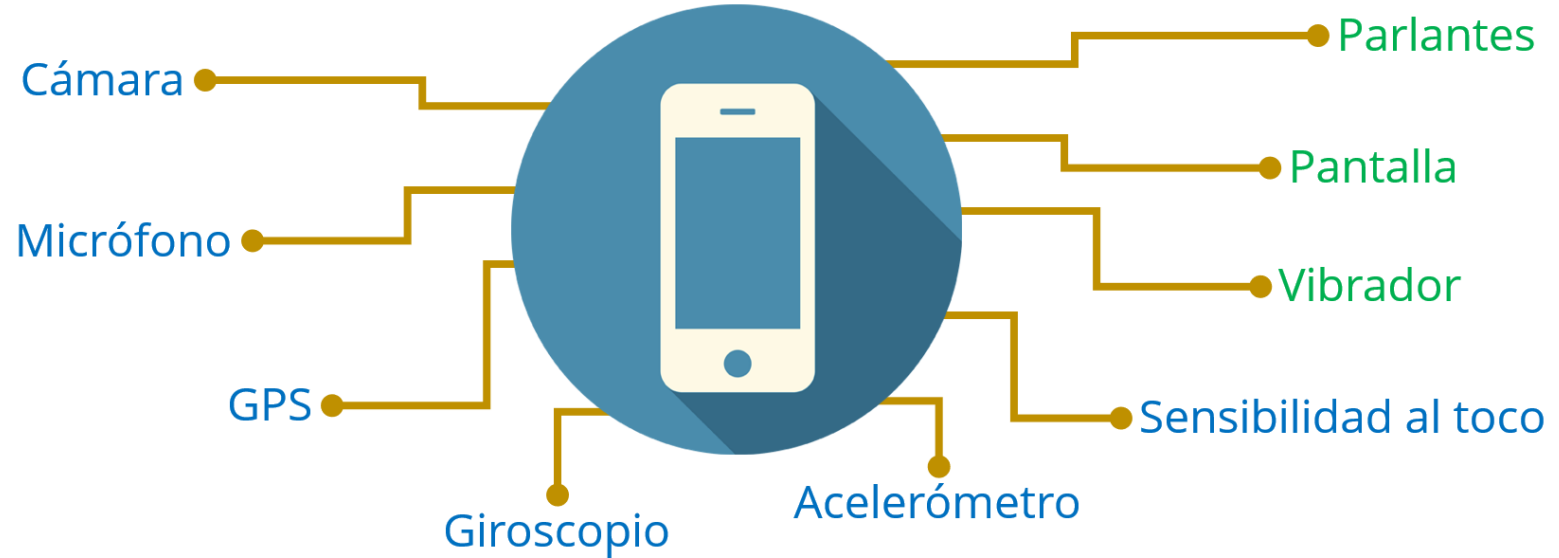 Parlantes
Cámara
Pantalla
Micrófono
Vibrador
GPS
Sensibilidad al toco
Acelerómetro
Giroscopio